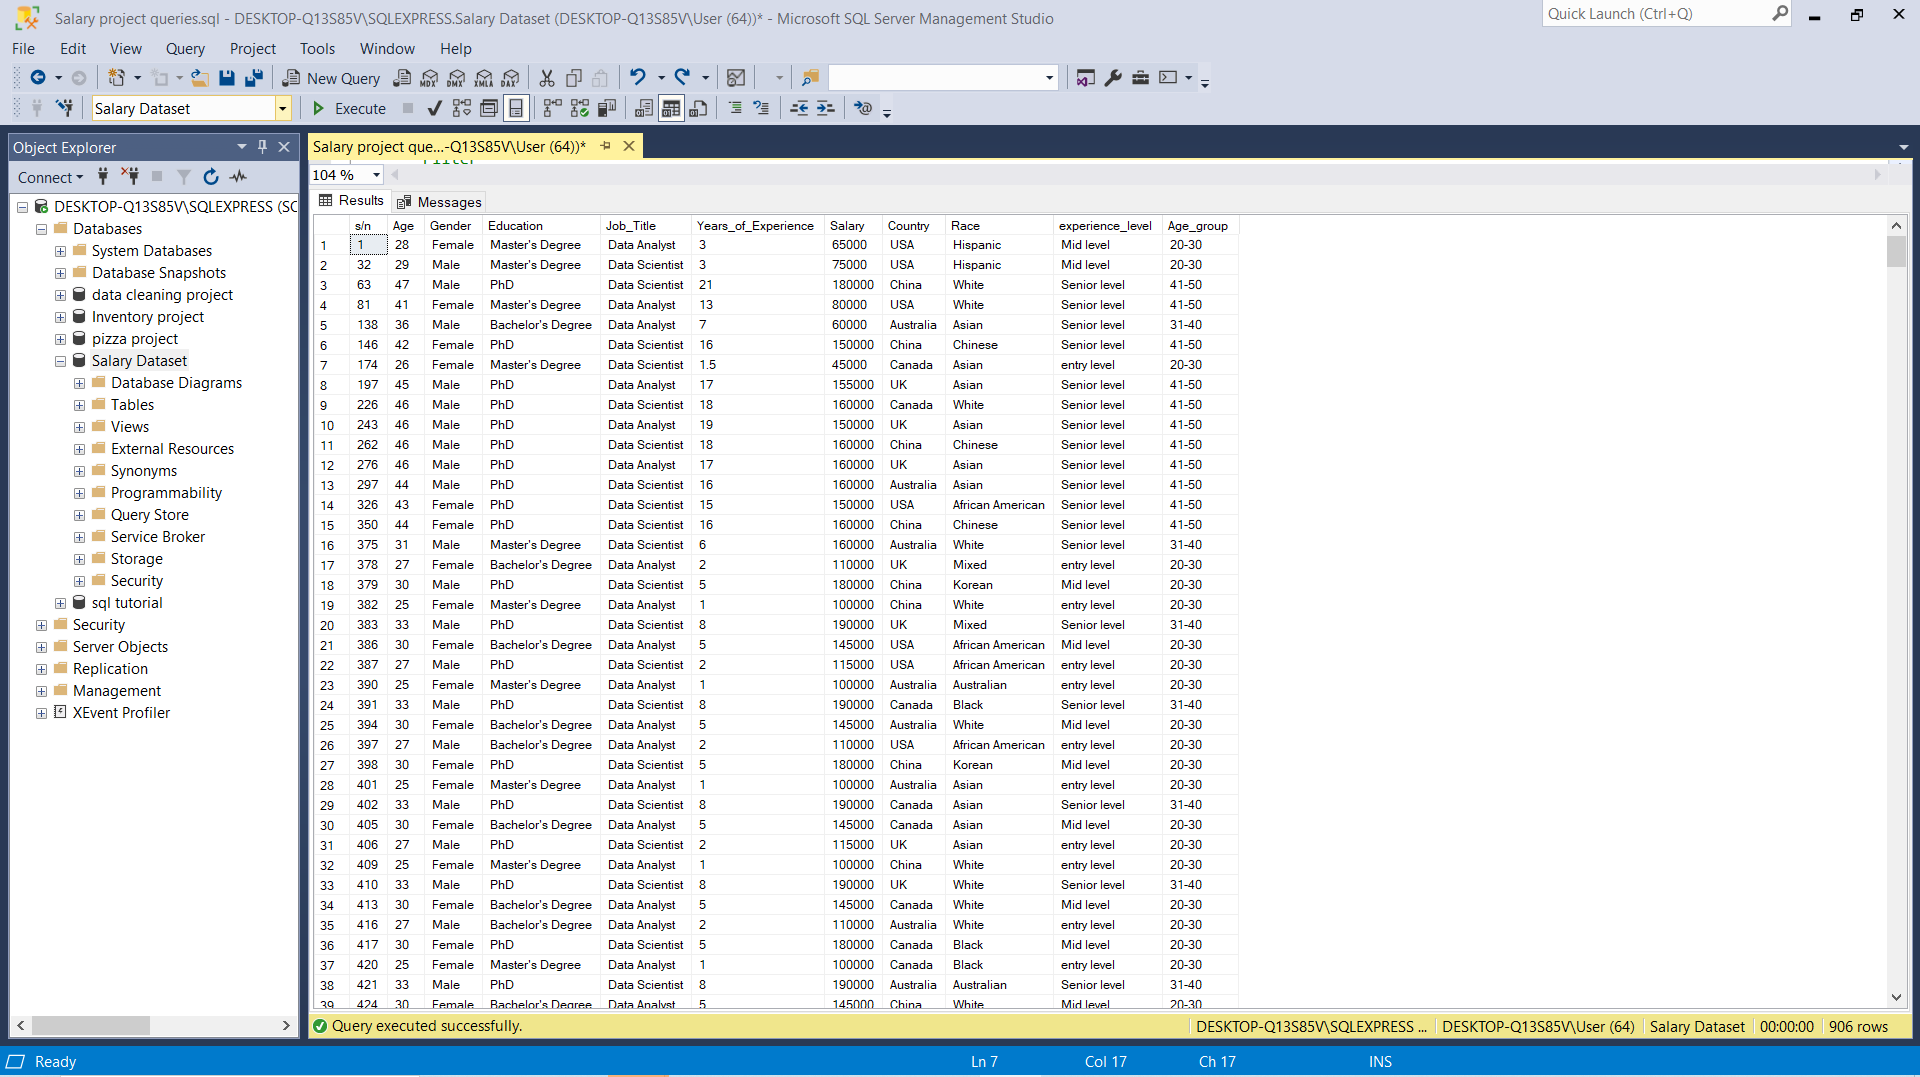 Salary project queries.sql - DESKTOP-Q13S85V\SQLEXPRESS.Salary Dataset (DESKTOP-Q13S85V\User (64))* - Microsoft SQL Server Management Studio
Quick Launch (Ctrl+Q)
File Edit View Query Project Tools Window Help
New Query
MDX DMX XMLA DAX
Salary Dataset
Execute
Object Explorer
Connect
DESKTOP-Q13S85V\SQLEXPRESS (SC
Databases
System Databases
Database Snapshots
data cleaning project
Inventory project
pizza project
Salary Dataset
Database Diagrams
Tables
Views
External Resources
Synonyms
Programmability
Query Store
Service Broker
Storage
Security
sql tutorial
Security
Server Objects
Replication
Management
XEvent Profiler
Salary project que...-Q13S85V\User (64))*
104 %
Results Messages
s/n Age Gender Education Job_Title Years_of_Experience Salary Country Race experience_level Age_group
1 1 28 Female Master's Degree Data Analyst 3 65000 USA Hispanic Mid level 20-30
2 32 29 Male Master's Degree Data Scientist 3 75000 USA Hispanic Mid level 20-30
3 63 47 Male PhD Data Scientist 21 180000 China White Senior level 41-50
4 81 41 Female Master's Degree Data Analyst 13 80000 USA White Senior level 41-50
5 138 36 Male Bachelor's Degree Data Analyst 7 60000 Australia Asian Senior level 31-40
6 146 42 Female PhD Data Scientist 16 150000 China Chinese Senior level 41-50
7 174 26 Female Master's Degree Data Scientist 1.5 45000 Canada Asian entry level 20-30
8 197 45 Male PhD Data Analyst 17 155000 UK Asian Senior level 41-50
9 226 46 Male PhD Data Scientist 18 160000 Canada White Senior level 41-50
10 243 46 Male PhD Data Analyst 19 150000 UK Asian Senior level 41-50
11 262 46 Male PhD Data Scientist 18 160000 China Chinese Senior level 41-50
12 276 46 Male PhD Data Analyst 17 160000 UK Asian Senior level 41-50
13 297 44 Male PhD Data Scientist 16 160000 Australia Asian Senior level 41-50
14 326 43 Female PhD Data Scientist 15 150000 USA African American Senior level 41-50
15 350 44 Female PhD Data Scientist 16 160000 China Chinese Senior level 41-50
16 375 31 Male Master's Degree Data Scientist 6 160000 Australia White Senior level 31-40
17 378 27 Female Bachelor's Degree Data Analyst 2 110000 UK Mixed entry level 20-30
18 379 30 Male PhD Data Scientist 5 180000 China Korean Mid level 20-30
19 382 25 Female Master's Degree Data Analyst 1 100000 China White entry level 20-30
20 383 33 Male PhD Data Scientist 8 190000 UK Mixed Senior level 31-40
21 386 30 Female Bachelor's Degree Data Analyst 5 145000 USA African American Mid level 20-30
22 387 27 Male PhD Data Scientist 2 115000 USA African American entry level 20-30
23 390 25 Female Master's Degree Data Analyst 1 100000 Australia Australian entry level 20-30
24 391 33 Male PhD Data Scientist 8 190000 Canada Black Senior level 31-40
25 394 30 Female Bachelor's Degree Data Analyst 5 145000 Australia White Mid level 20-30
26 397 27 Male Bachelor's Degree Data Analyst 2 110000 USA African American entry level 20-30
27 398 30 Female PhD Data Scientist 5 180000 China Korean Mid level 20-30
28 401 25 Female Master's Degree Data Analyst 1 100000 Australia Asian entry level 20-30
29 402 33 Male PhD Data Scientist 8 190000 Canada Asian Senior level 31-40
30 405 30 Female Bachelor's Degree Data Analyst 5 145000 Canada Asian Mid level 20-30
31 406 27 Male PhD Data Scientist 2 115000 UK Asian entry level 20-30
32 409 25 Female Master's Degree Data Analyst 1 100000 China White entry level 20-30
33 410 33 Male PhD Data Scientist 8 190000 UK White Senior level 31-40
34 413 30 Female Bachelor's Degree Data Analyst 5 145000 Canada White Mid level 20-30
35 416 27 Male Bachelor's Degree Data Analyst 2 110000 Australia White entry level 20-30
36 417 30 Female PhD Data Scientist 5 180000 Canada Black Mid level 20-30
37 420 25 Female Master's Degree Data Analyst 1 100000 Canada Black entry level 20-30
38 421 33 Male PhD Data Scientist 8 190000 Australia Australian Senior level 31-40
39 424 30 Female Bachelor's Degree Data Analyst 5 145000 China White Mid level 20-30
Query executed successfully. DESKTOP-Q13S85V\SQLEXPRESS ... DESKTOP-Q13S85V\User (64) Salary Dataset 00:00:00 906 rows
Ready Ln 7 Col 17 Ch 17 INS